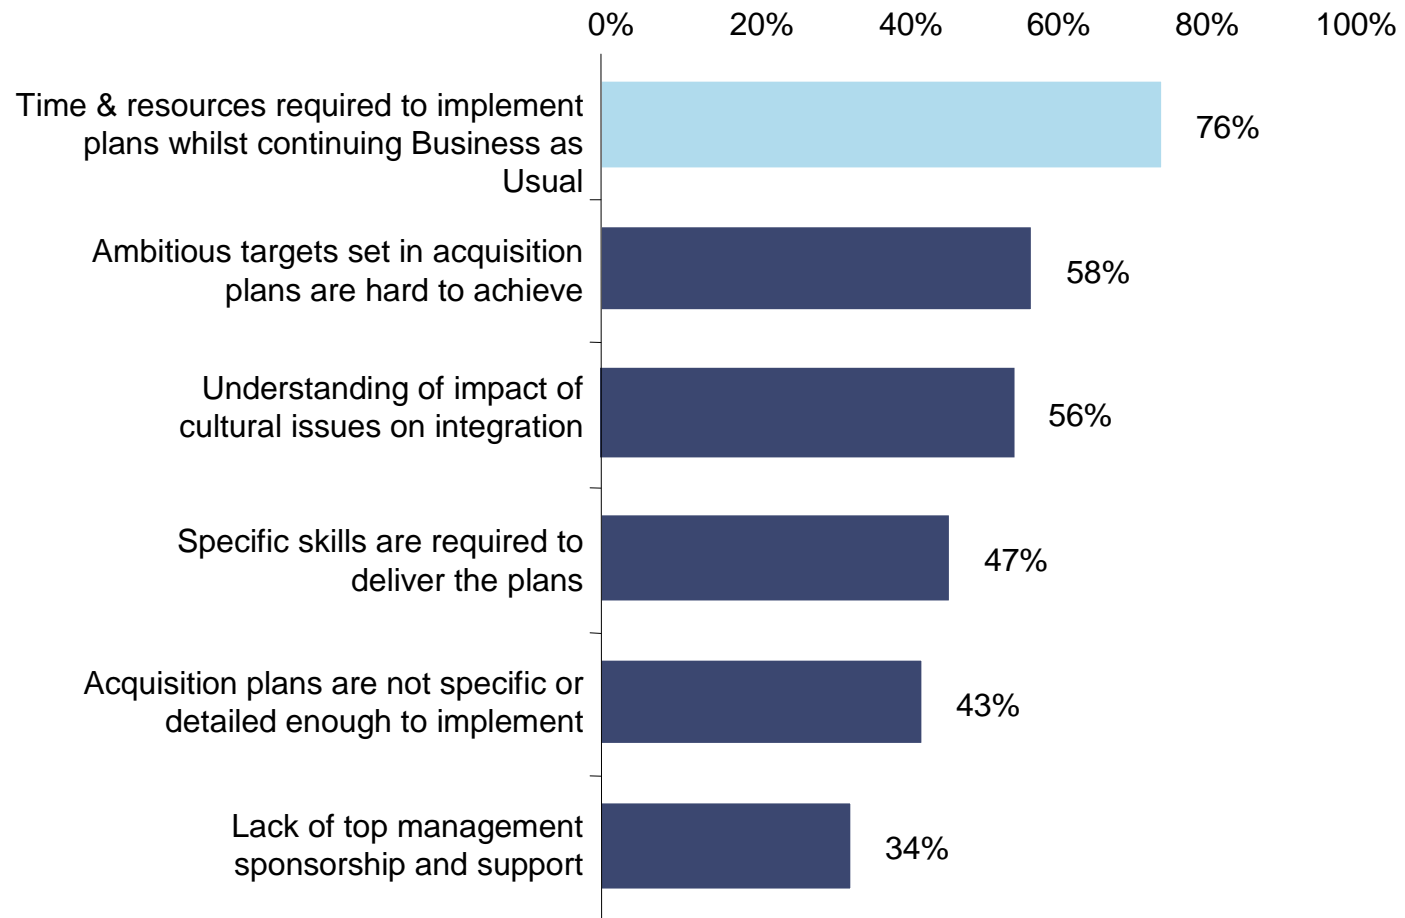 0% 20% 40% 60% 80% 100%
Time & resources required to implement
plans whilst continuing Business as
Usual
76%
Ambitious targets set in acquisition
plans are hard to achieve
58%
Understanding of impact of
cultural issues on integration
56%
Specific skills are required to
deliver the plans
47%
Acquisition plans are not specific or
detailed enough to implement
43%
Lack of top management
sponsorship and support
34%